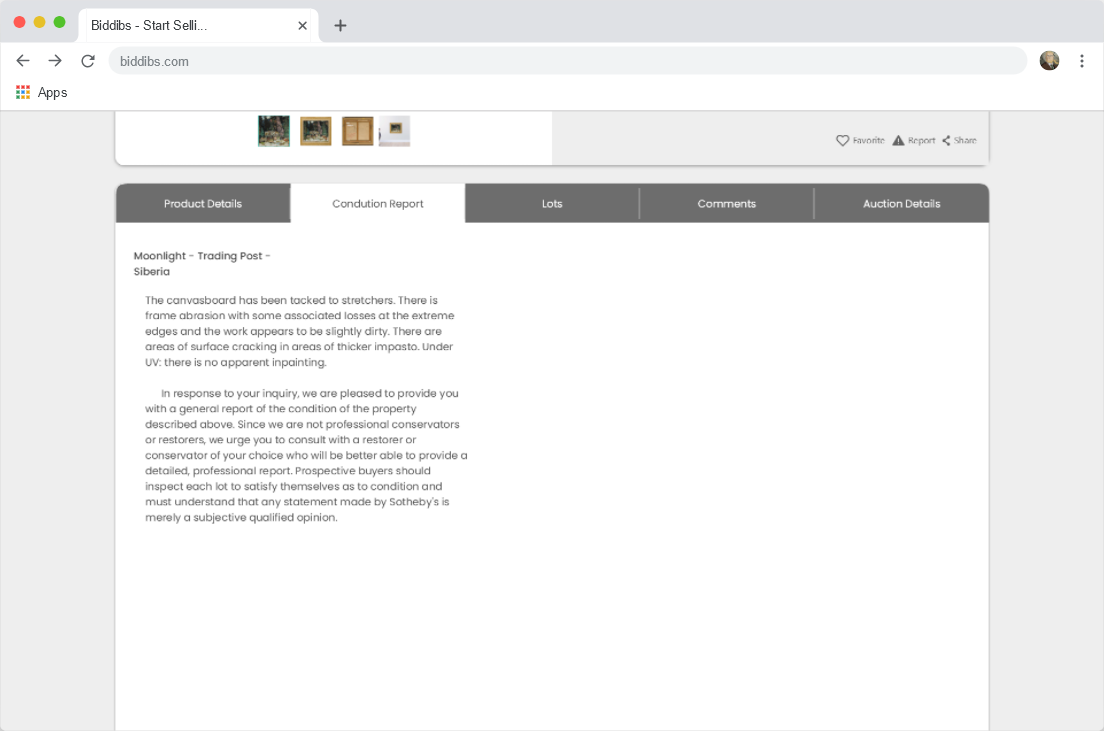 Biddibs - Start Selli...
biddibs.com
Apps
Favorite Report Share
Product Details Condution Report Lots Comments Auction Details
Moonlight - Trading Post -
Siberia
The canvasboard has been tacked to stretchers. There is
frame abrasion with some associated losses at the extreme
edges and the work appears to be slightly dirty. There are
areas of surface cracking in areas of thicker impasto. Under
UV: there is no apparent inpainting.
In response to your inquiry, we are pleased to provide you
with a general report of the condition of the property
described above. Since we are not professional conservators
or restorers, we urge you to consult with a restorer or
conservator of your choice who will be better able to provide a
detailed, professional report. Prospective buyers should
inspect each lot to satisfy themselves as to condition and
must understand that any statement made by Sotheby's is
merely a subjective qualified opinion.